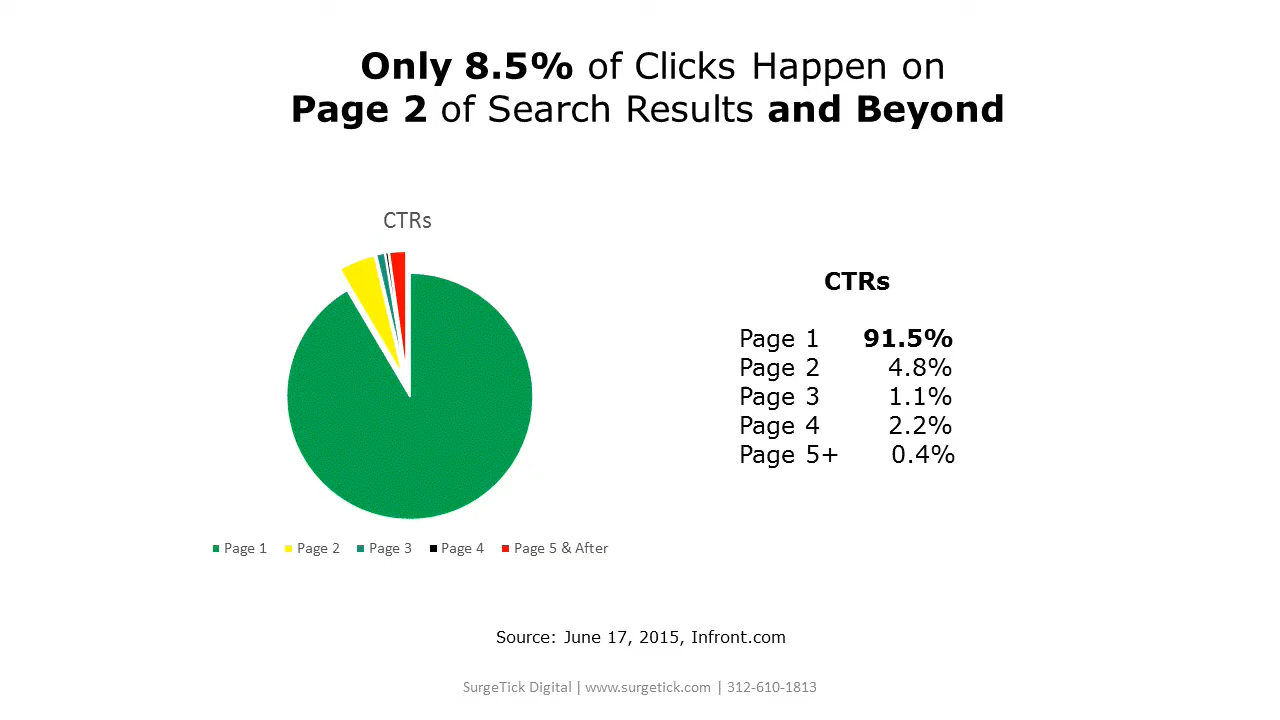 Only 8.5% of Clicks Happen on
Page 2 of Search Results and Beyond
CTRs
Page 1 Page 2 Page 3 Page 4 Page 5 & After
CTRs
Page 1 91.5%
Page 2 4.8%
Page 3 1.1%
Page 4 2.2%
Page 5+ 0.4%
Source: June 17, 2015, Infront.com
SurgeTick Digital | www.surgetick.com | 312-610-1813